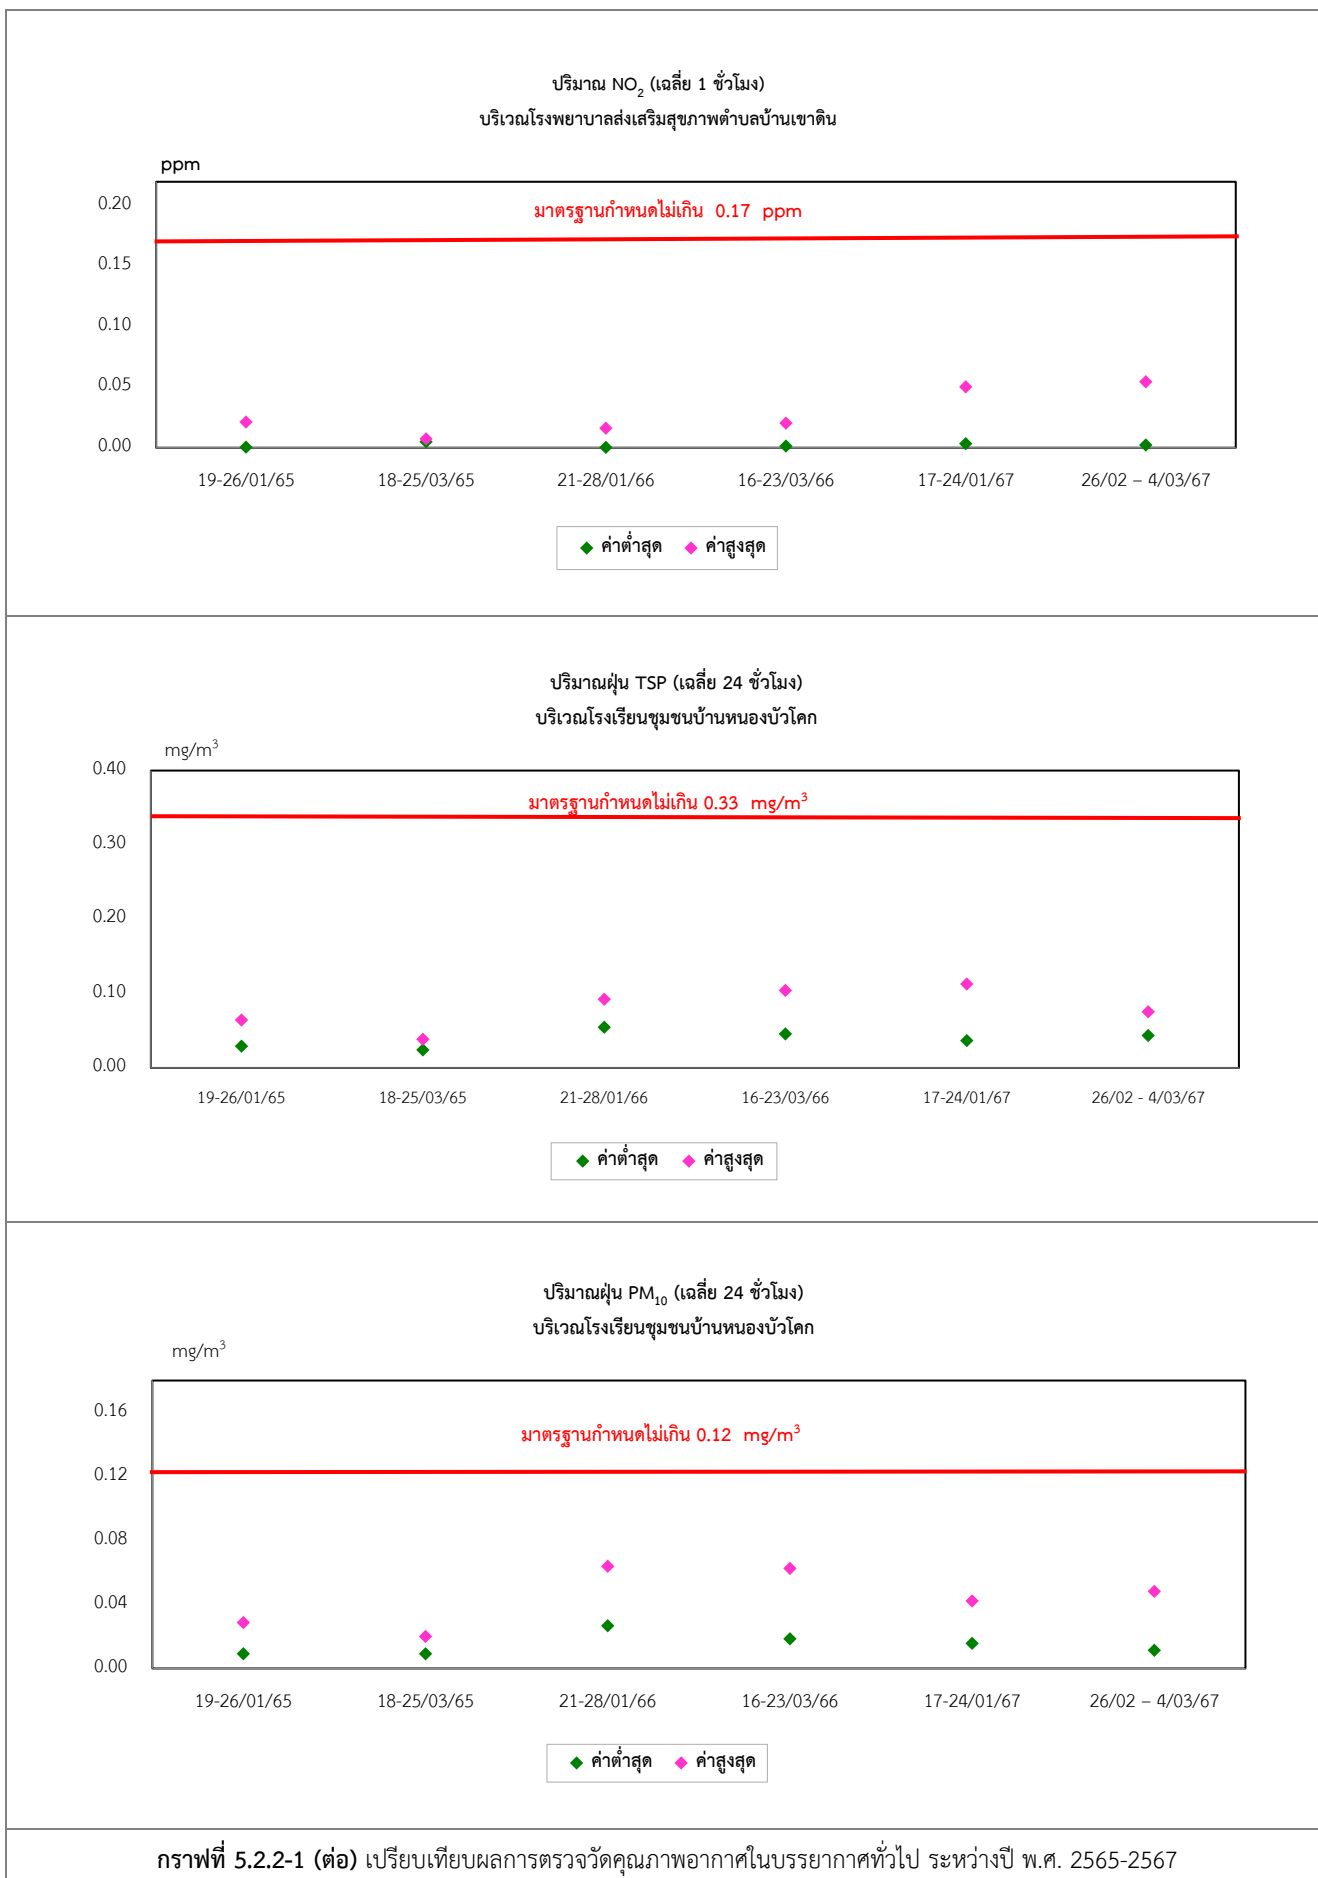 ปริมาณ NO2 (เฉลี่ย 1 ชั่วโมง)
บริเวณโรงพยาบาลส่งเสริมสุขภาพตำบลบ้านเขาดิน
ppm
0.20
มาตรฐานกำหนดไม่เกิน 0.17 ppm
0.15
0.10
0.05
0.00
19-26/01/65 18-25/03/65 21-28/01/66 16-23/03/66 17-24/01/67 26/02 – 4/03/67
ค่าต่ำสุด ค่าสูงสุด
ปริมาณฝุ่น TSP (เฉลี่ย 24 ชั่วโมง)
บริเวณโรงเรียนชุมชนบ้านหนองบัวโคก
mg/m3
0.40
มาตรฐานกำหนดไม่เกิน 0.33 mg/m3
0.30
0.20
0.10
0.00
19-26/01/65 18-25/03/65 21-28/01/66 16-23/03/66 17-24/01/67 26/02 - 4/03/67
ค่าต่ำสุด ค่าสูงสุด
ปริมาณฝุ่น PM10 (เฉลี่ย 24 ชั่วโมง)
บริเวณโรงเรียนชุมชนบ้านหนองบัวโคก
mg/m3
0.16
มาตรฐานกำหนดไม่เกิน 0.12 mg/m3
0.12
0.08
0.04
0.00
19-26/01/65 18-25/03/65 21-28/01/66 16-23/03/66 17-24/01/67 26/02 – 4/03/67
ค่าต่ำสุด ค่าสูงสุด
กราฟที่ 5.2.2-1 (ต่อ) เปรียบเทียบผลการตรวจวัดคุณภาพอากาศในบรรยากาศทั่วไป ระหว่างปี พ.ศ. 2565-2567